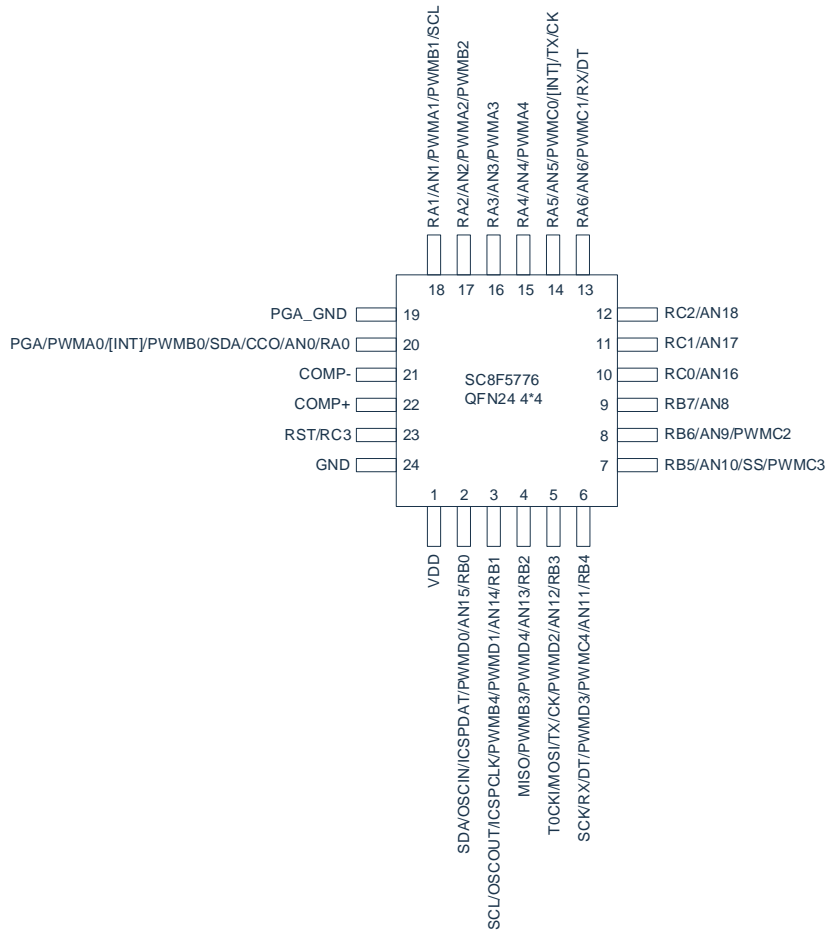 RA1/AN1/PWMA1/PWMB1/SCL
RA2/AN2/PWMA2/PWMB2
RA3/AN3/PWMA3
RA4/AN4/PWMA4
RA5/AN5/PWMC0/[INT]/TX/CK
RA6/AN6/PWMC1/RX/DT
18 17 16 15 14 13
PGA_GND 19
PGA/PWMA0/[INT]/PWMB0/SDA/CCO/AN0/RA0 20
COMP- 21
COMP+ 22
RST/RC3 23
GND 24
SC8F5776
QFN24 4*4
12 RC2/AN18
11 RC1/AN17
10 RC0/AN16
9 RB7/AN8
8 RB6/AN9/PWMC2
7 RB5/AN10/SS/PWMC3
1 2 3 4 5 6
VDD
SDA/OSCIN/ICSPDAT/PWMD0/AN15/RB0
SCL/OSCOUT/ICSPCLK/PWMB4/PWMD1/AN14/RB1
MISO/PWMB3/PWMD4/AN13/RB2
T0CKI/MOSI/TX/CK/PWMD2/AN12/RB3
SCK/RX/DT/PWMD3/PWMC4/AN11/RB4